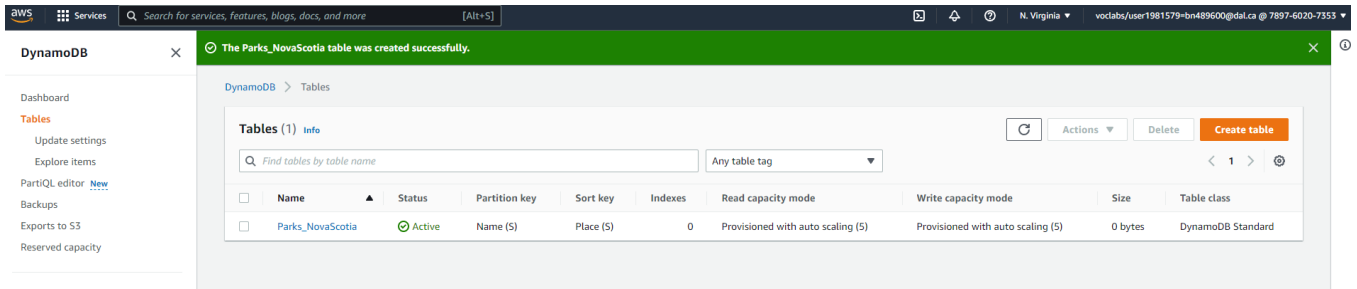 aws Services Search for services, features, blogs, docs, and more [Alt+S] N. Virginia voclabs/user1981579=bn489600@dal.ca @ 7897-6020-7353
DynamoDB
The Parks_NovaScotia table was created successfully.
Dashboard
Tables
Update settings
Explore items
PartiQL editor New
Backups
Exports to S3
Reserved capacity
DynamoDB > Tables
Tables (1) Info
Actions Delete Create table
Find tables by table name Any table tag 1
Name Status Partition key Sort key Indexes Read capacity mode Write capacity mode Size Table class
Parks_NovaScotia Active Name (S) Place (S) 0 Provisioned with auto scaling (5) Provisioned with auto scaling (5) 0 bytes DynamoDB Standard